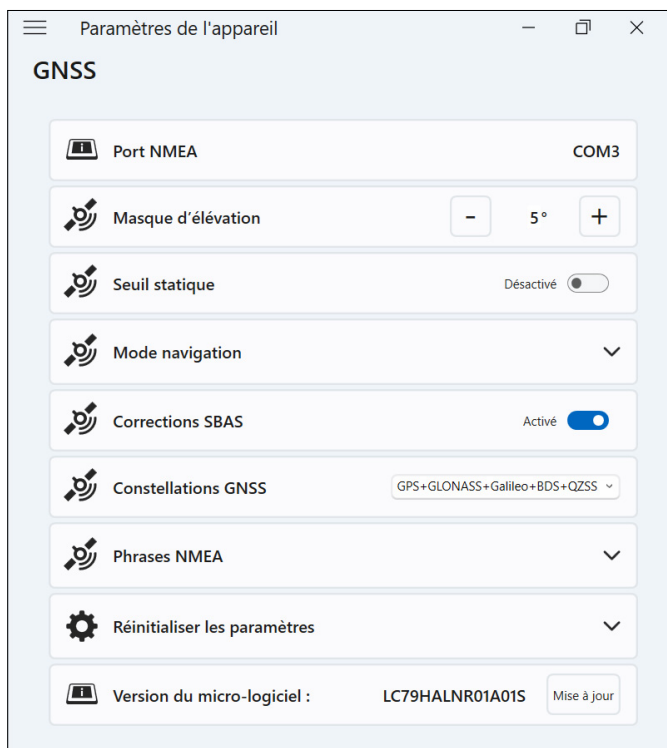 Paramètres de l'appareil
GNSS
Port NMEA COM3
Masque d'élévation - 5° +
Seuil statique Désactivé
Mode navigation
Corrections SBAS Activé
Constellations GNSS GPS+GLONASS+Galileo+BDS+QZSS
Phrases NMEA
Réinitialiser les paramètres
Version du micro-logiciel : LC79HALNR01A01S Mise à jour